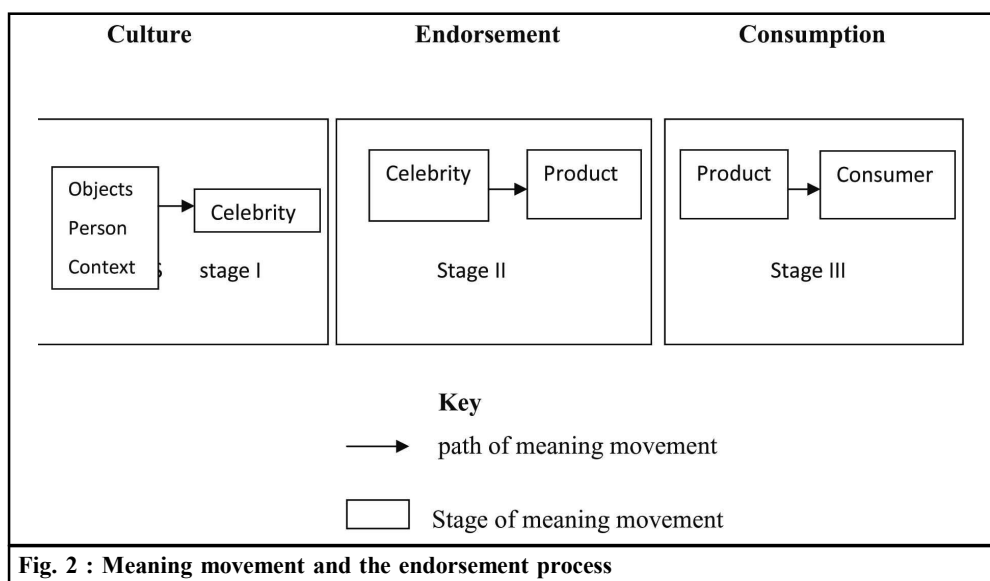 Culture Endorsement Consumption
Objects
Person
Context
Celebrity
stage I
Celebrity Product
Stage II
Product Consumer
Stage III
Key
path of meaning movement
Stage of meaning movement
Fig. 2 : Meaning movement and the endorsement process